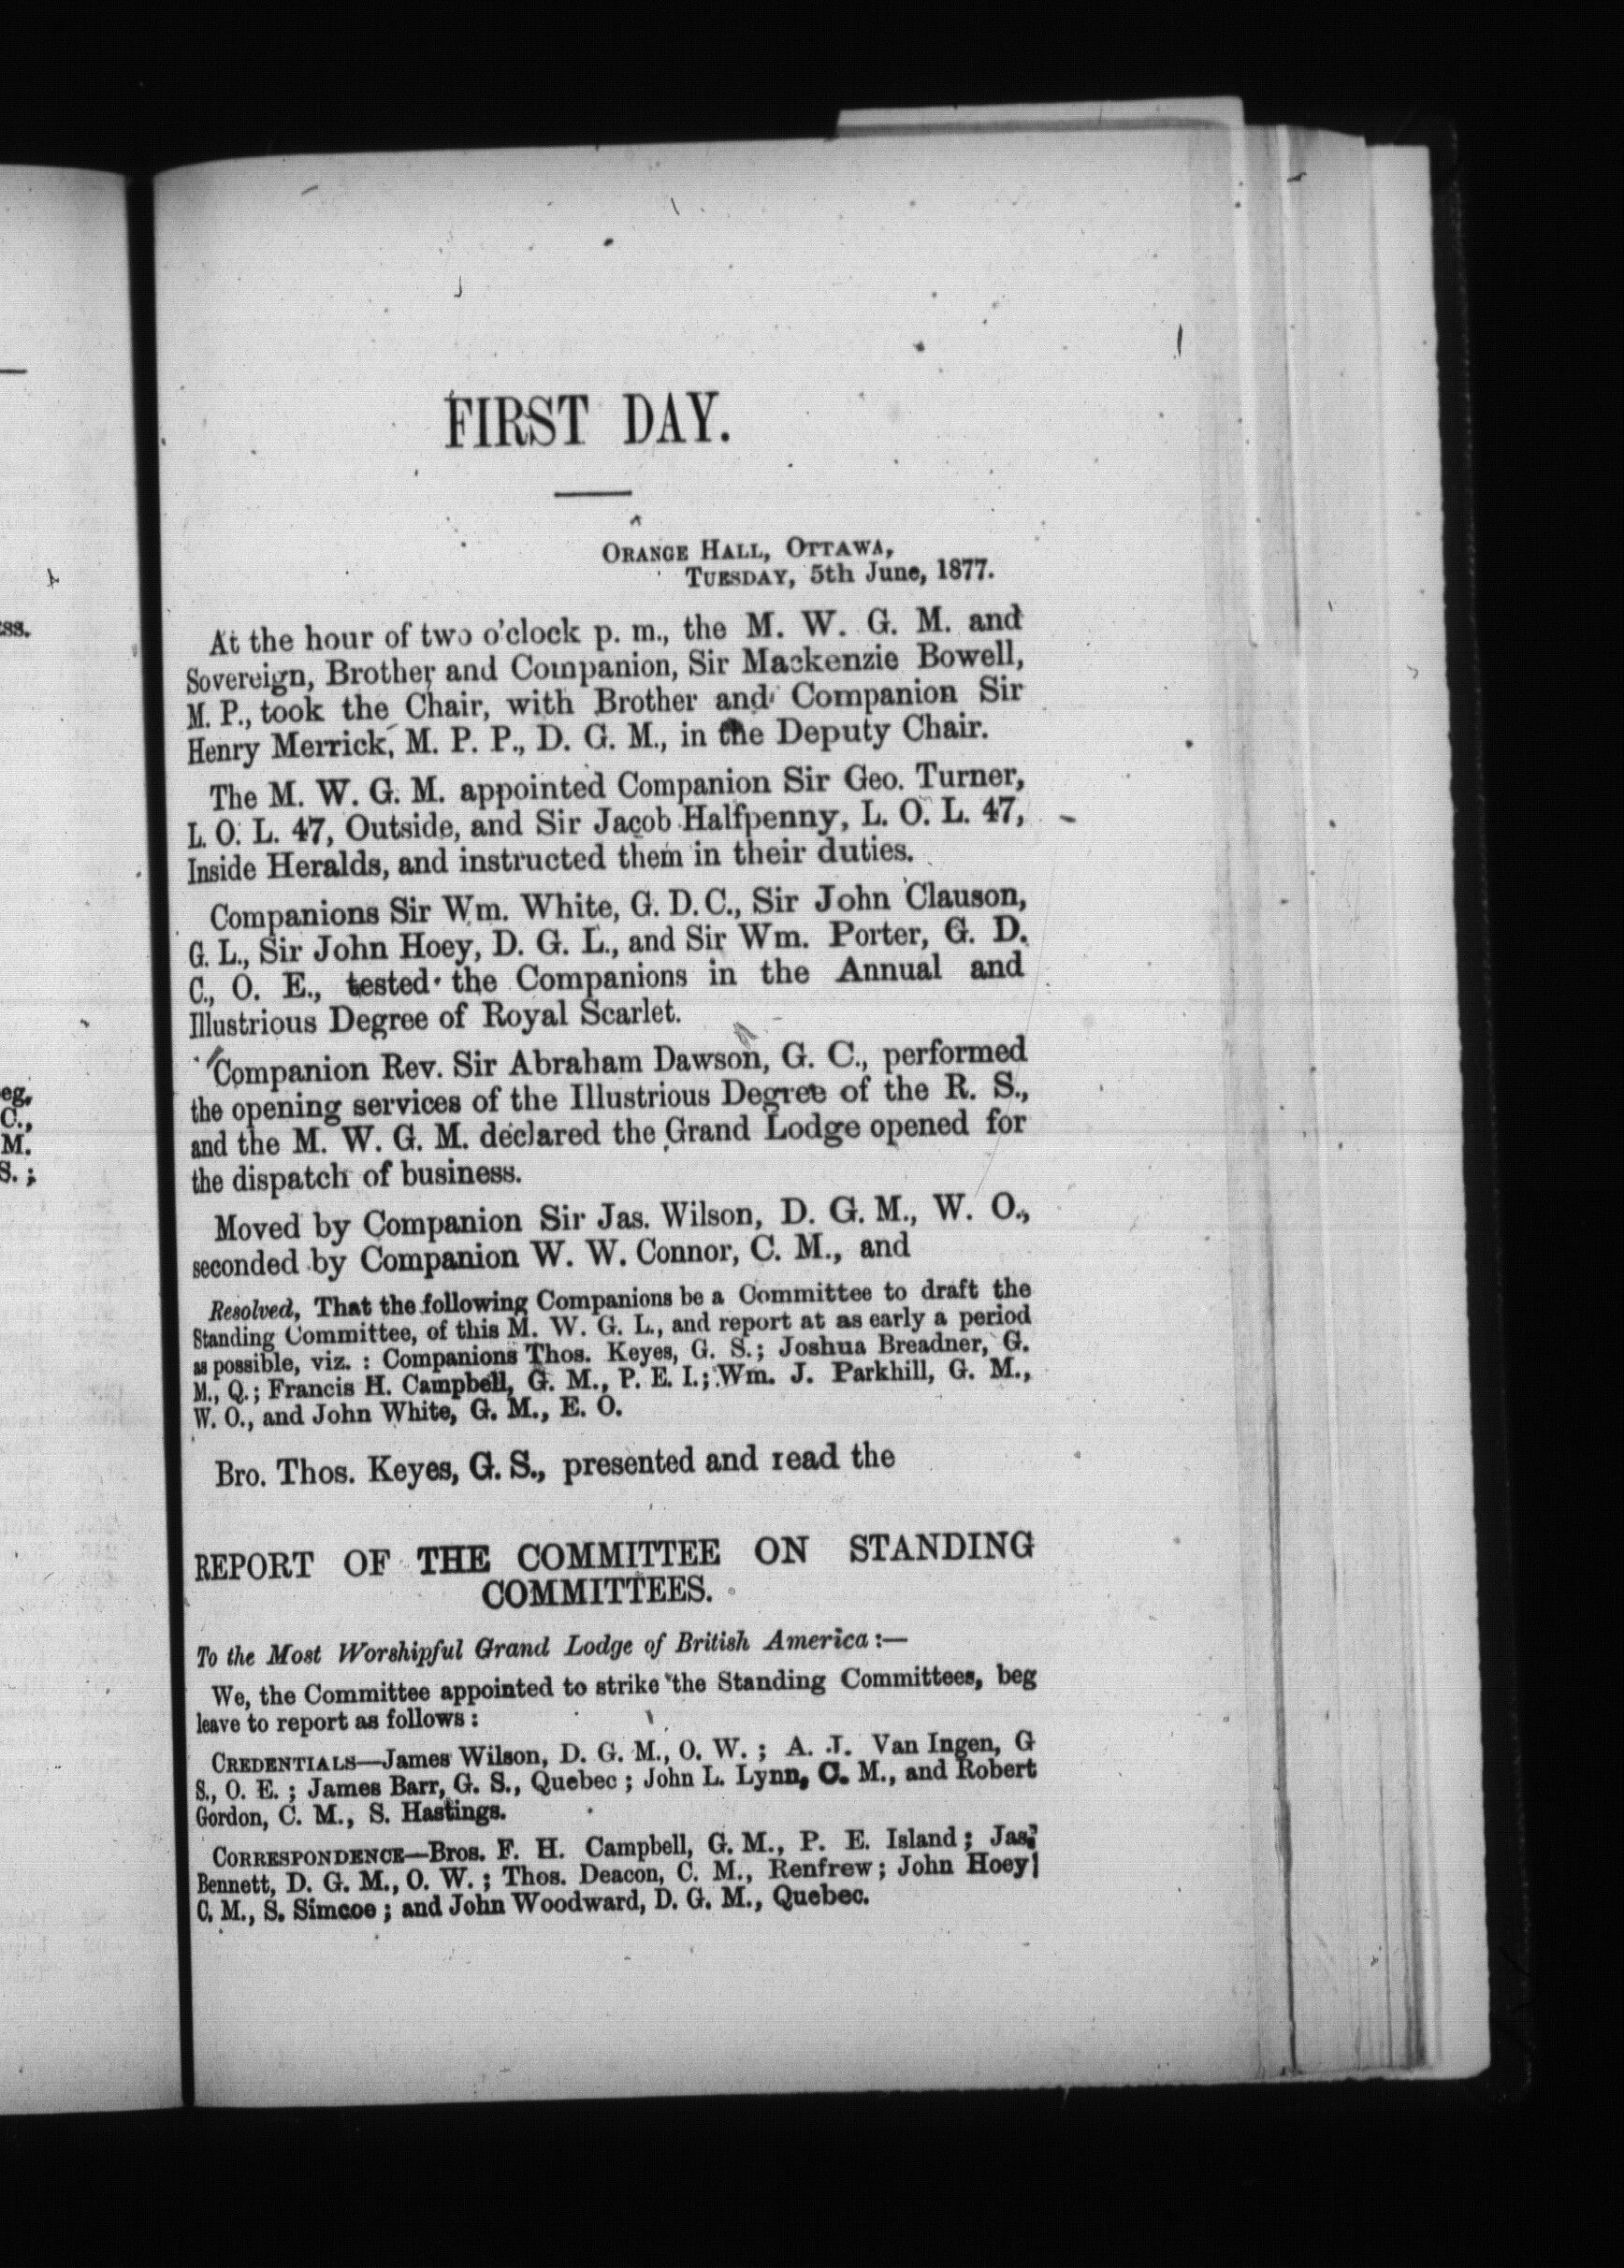 FIRST DAY.
ORANGE HALL, OTTAWA,
TUESDAY, 5th June, 1877.
At the hour of two o'clock p. m., the M. W. G. M. and
Sovereign, Brother and Companion, Sir Mackenzie Bowell,
M. P., took the Chair, with Brother and Companion Sir
Henry Merrick, M. P. P., D. G. M., in the Deputy Chair.
The M. W. G. M. appointed Companion Sir Geo. Turner,
L. O. L. 47, Outside, and Sir Jacob Halfpenny, L. O. L. 47,
Inside Heralds, and instructed them in their duties.
Companions Sir Wm. White, G. D. C., Sir John Clauson,
G. L., Sir John Hoey, D. G. L., and Sir Wm. Porter, G. D.
C., O. E., tested the Companions in the Annual and
Illustrious Degree of Royal Scarlet.
Companion Rev. Sir Abraham Dawson, G. C., performed
the opening services of the Illustrious Degree of the R. S.,
and the M. W. G. M. declared the Grand Lodge opened for
the dispatch of business.
Moved by Companion Sir Jas. Wilson, D. G. M., W. O.,
seconded by Companion W. W. Connor, C. M., and
Resolved, That the following Companions be a Committee to draft the
Standing Committee, of this M. W. G. L., and report at as early a period
as possible, viz. : Companions Thos. Keyes, G. S.; Joshua Breadner, G.
M., Q.; Francis H. Campbell, G. M., P. E. I.; Wm. J. Parkhill, G. M.,
W. O., and John White, G. M., E. O.
Bro. Thos. Keyes, G. S., presented and read the
REPORT OF THE COMMITTEE ON STANDING
COMMITTEES.
To the Most Worshipful Grand Lodge of British America :—
We, the Committee appointed to strike the Standing Committees, beg
leave to report as follows :
CREDENTIALS—James Wilson, D. G. M., O. W. ; A. J. Van Ingen, G
S., O. E. ; James Barr, G. S., Quebec ; John L. Lynn, C. M., and Robert
Gordon, C. M., S. Hastings.
CORRESPONDENCE—Bros. F. H. Campbell, G. M., P. E. Island ; Jas.
Bennett, D. G. M., O. W. ; Thos. Deacon, C. M., Renfrew ; John Hoey
C. M., S. Simcoe ; and John Woodward, D. G. M., Quebec.